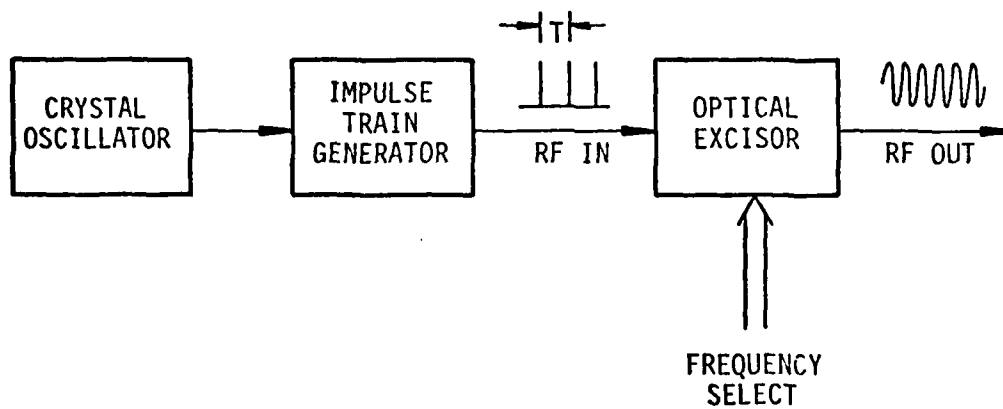 T
CRYSTAL
OSCILLATOR
IMPULSE
TRAIN
GENERATOR
RF IN
OPTICAL
EXCISOR
RF OUT
FREQUENCY
SELECT